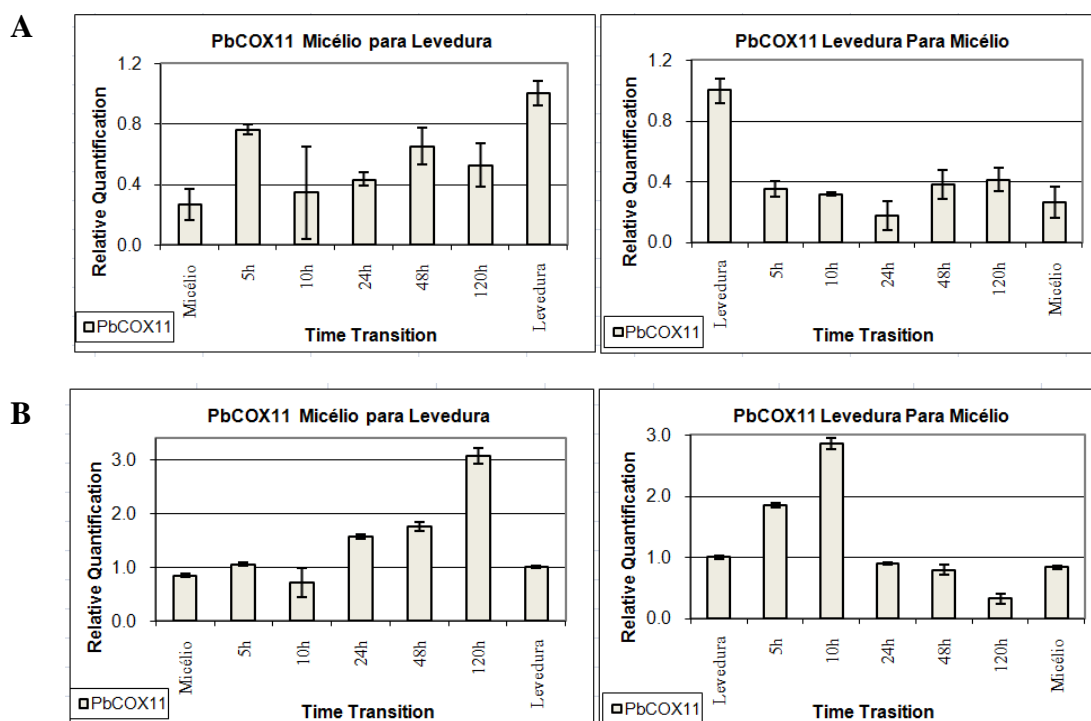 A
PbCOX11 Micélio para Levedura
Relative Quantification
1.2
0.8
0.4
0.0
Micélio
5h
10h
24h
48h
120h
Levedura
PbCOX11
Time Transition
PbCOX11 Levedura Para Micélio
Relative Quantification
1.2
0.8
0.4
0.0
Levedura
5h
10h
24h
48h
120h
Micélio
PbCOX11
Time Trasition
B
PbCOX11 Micélio para Levedura
Relative Quantification
3.0
2.0
1.0
0.0
Micélio
5h
10h
24h
48h
120h
Levedura
PbCOX11
Time Transition
PbCOX11 Levedura Para Micélio
Relative Quantification
3.0
2.0
1.0
0.0
Levedura
5h
10h
24h
48h
120h
Micélio
PbCOX11
Time Trasition